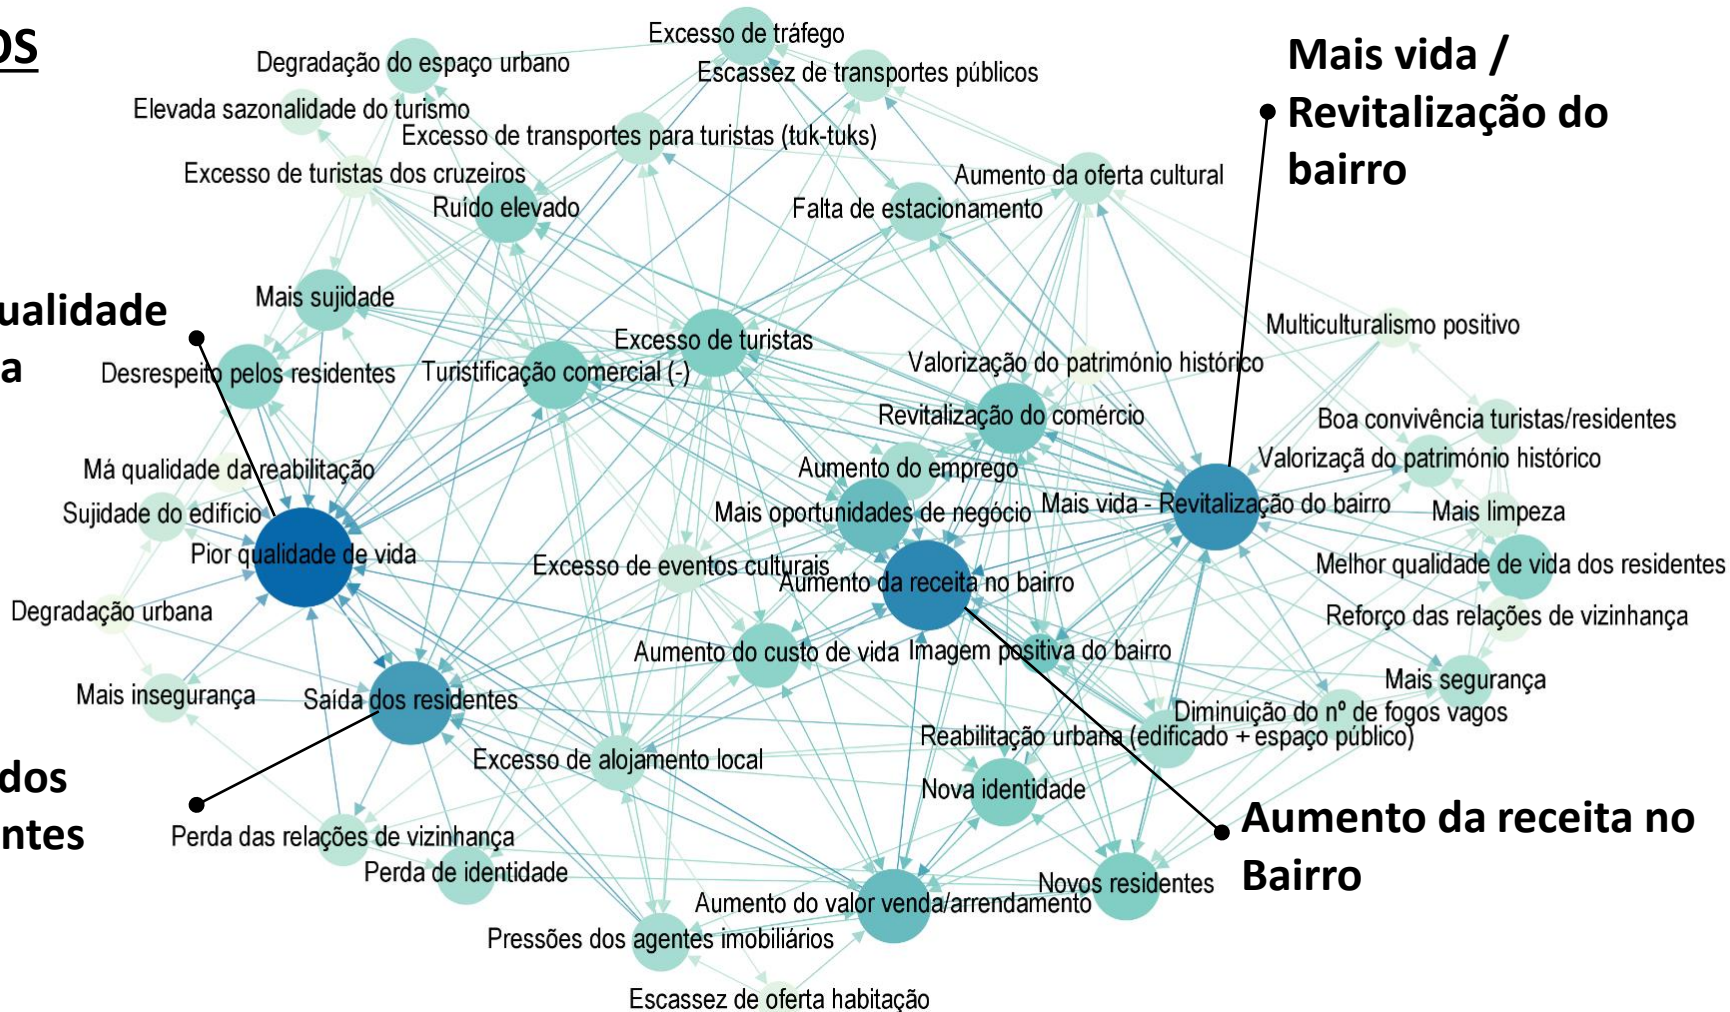 OS
Mais vida /
Revitalização do
bairro
Excesso de tráfego
Degradação do espaço urbano
Escassez de transportes públicos
Elevada sazonalidade do turismo
Excesso de transportes para turistas (tuk-tuks)
Excesso de turistas dos cruzeiros
Aumento da oferta cultural
Ruído elevado
Falta de estacionamento
ualidade
a
Mais sujidade
Multiculturalismo positivo
Excesso de turistas
Valorização do património histórico
Desrespeito pelos residentes
Turistificação comercial (-)
Revitalização do comércio
Boa convivência turistas/residentes
Má qualidade da reabilitação
Aumento do emprego
Valorizaçã do património histórico
Sujidade do edifício
Mais oportunidades de negócio
Mais vida - Revitalização do bairro
Mais limpeza
Pior qualidade de vida
Excesso de eventos culturais
Melhor qualidade de vida dos residentes
Aumento da receita no bairro
Degradação urbana
Reforço das relações de vizinhança
Aumento do custo de vida
Imagem positiva do bairro
Mais segurança
Mais insegurança
Saída dos residentes
Diminuição do nº de fogos vagos
Reabilitação urbana (edificado + espaço público)
Excesso de alojamento local
Nova identidade
dos
ntes
Aumento da receita no
Bairro
Perda das relações de vizinhança
Perda de identidade
Novos residentes
Aumento do valor venda/arrendamento
Pressões dos agentes imobiliários
Escassez de oferta habitação